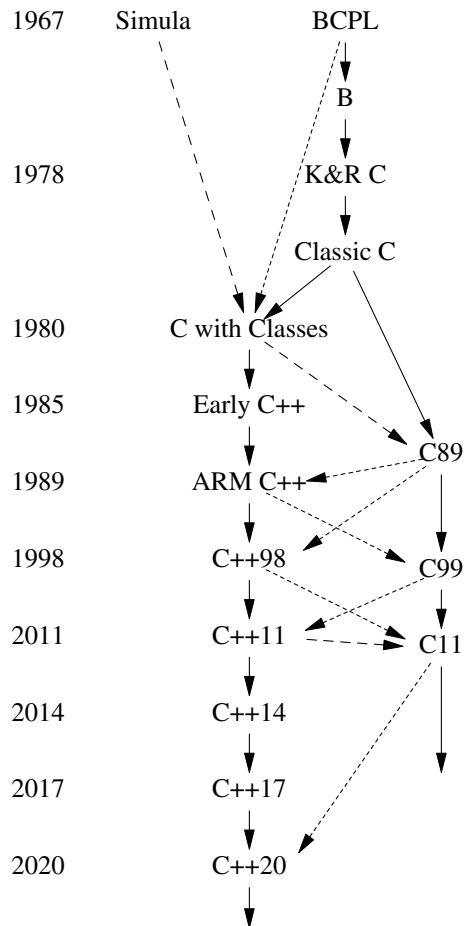 1967 Simula BCPL
B
1978 K&R C
Classic C
1980 C with Classes
1985 Early C++
C89
1989 ARM C++
1998 C++98
C99
2011 C++11
C11
2014 C++14
2017 C++17
2020 C++20